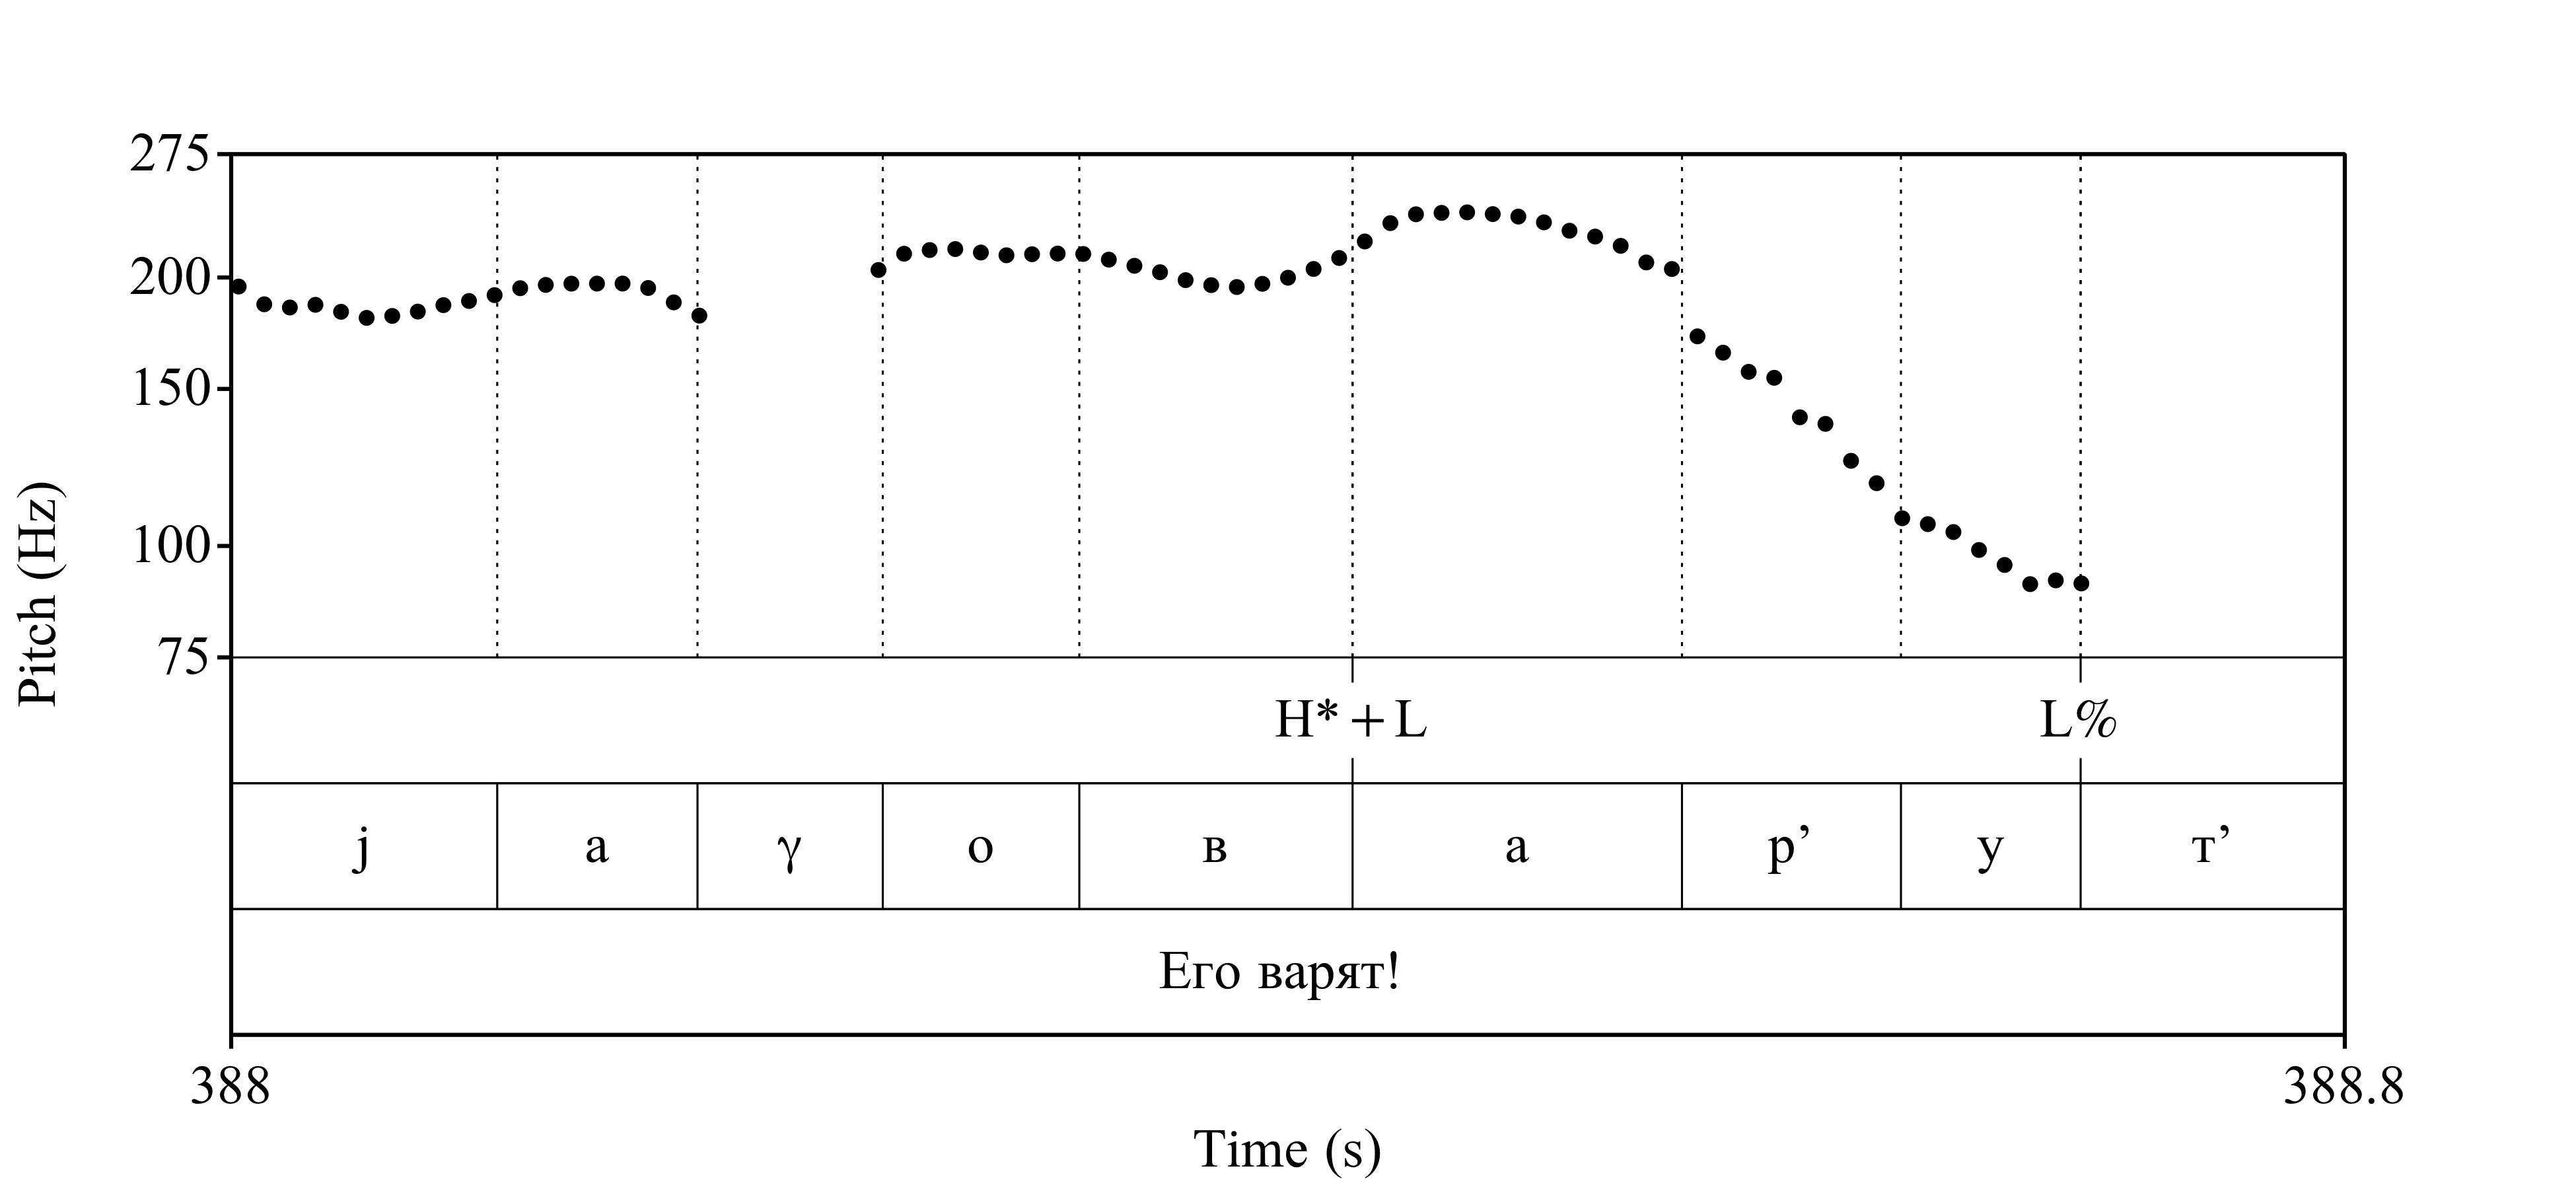 275
200
150
100
75
Pitch (Hz)
H*+L L%
j а γ о в а р’ у т’
Его варят!
388 388.8
Time (s)